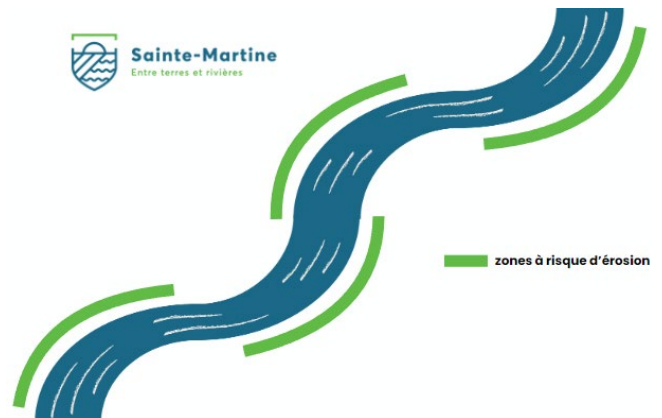 Sainte-Martine
Entre terres et rivières
zones à risque d'érosion